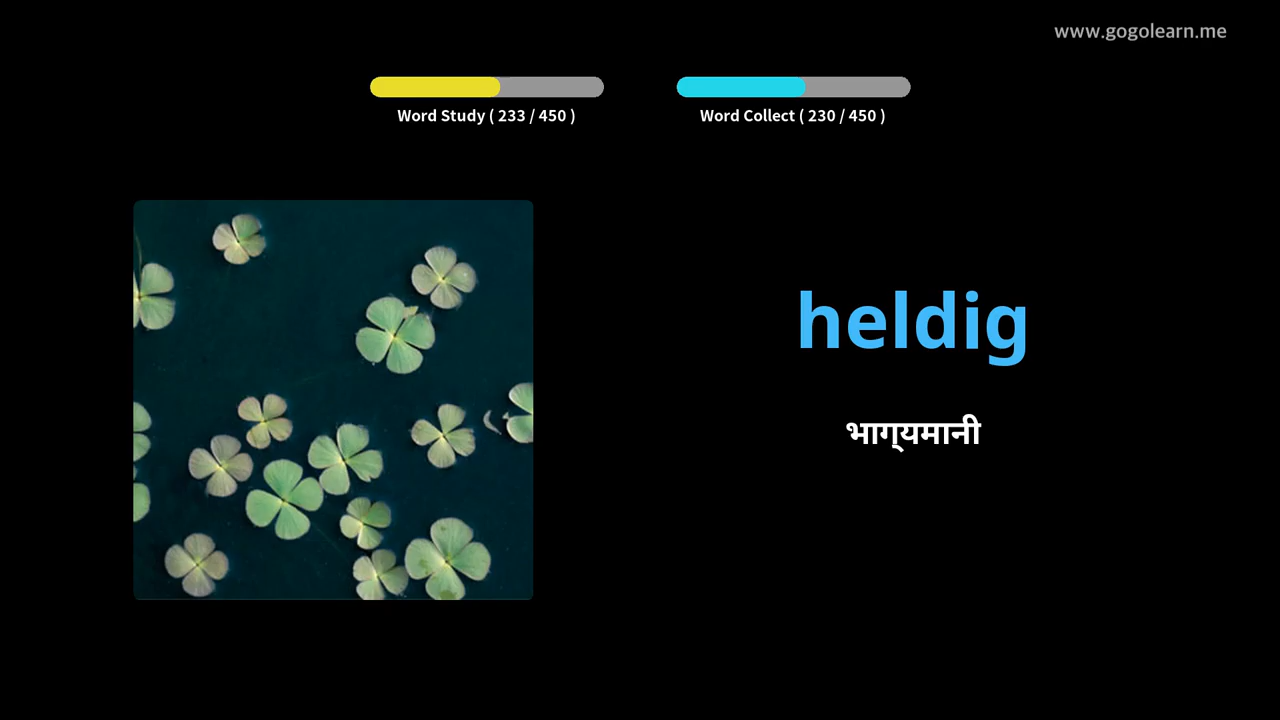 www.gogolearn.me
Word Study ( 233 / 450 )
Word Collect ( 230 / 450 )
heldig
भाग्यमानी